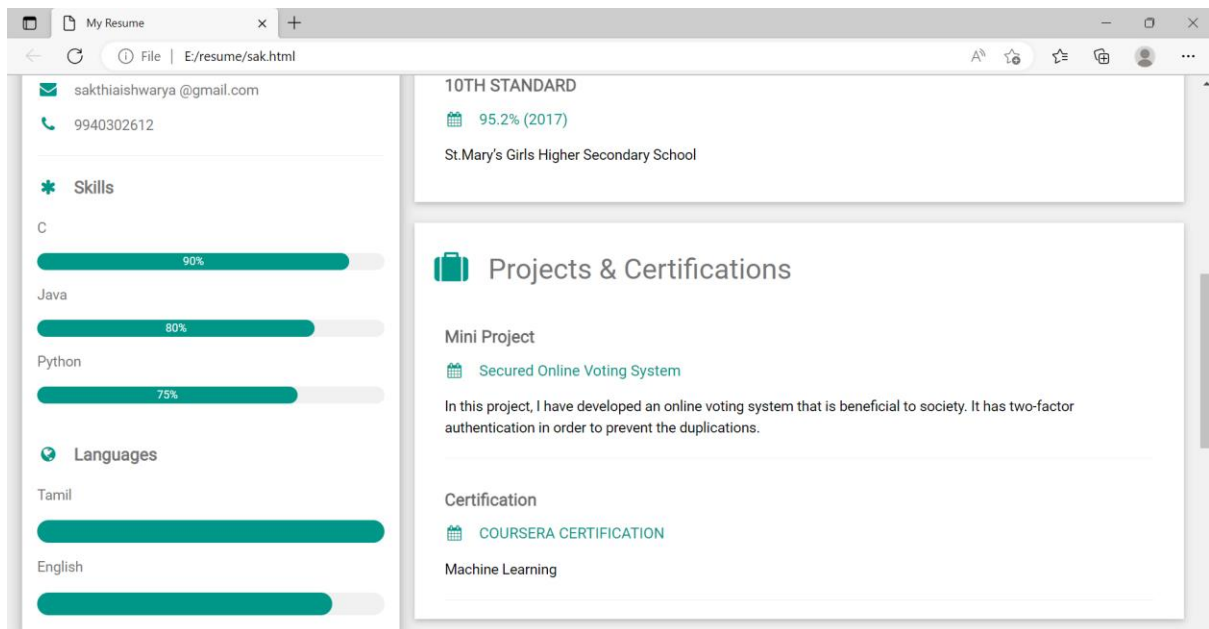 My Resume
File | E:/resume/sak.html
sakthiaishwarya @gmail.com
9940302612
Skills
C
90%
Java
80%
Python
75%
Languages
Tamil
English
10TH STANDARD
95.2% (2017)
St.Mary's Girls Higher Secondary School
Projects & Certifications
Mini Project
Secured Online Voting System
In this project, I have developed an online voting system that is beneficial to society. It has two-factor
authentication in order to prevent the duplications.
Certification
COURSERA CERTIFICATION
Machine Learning